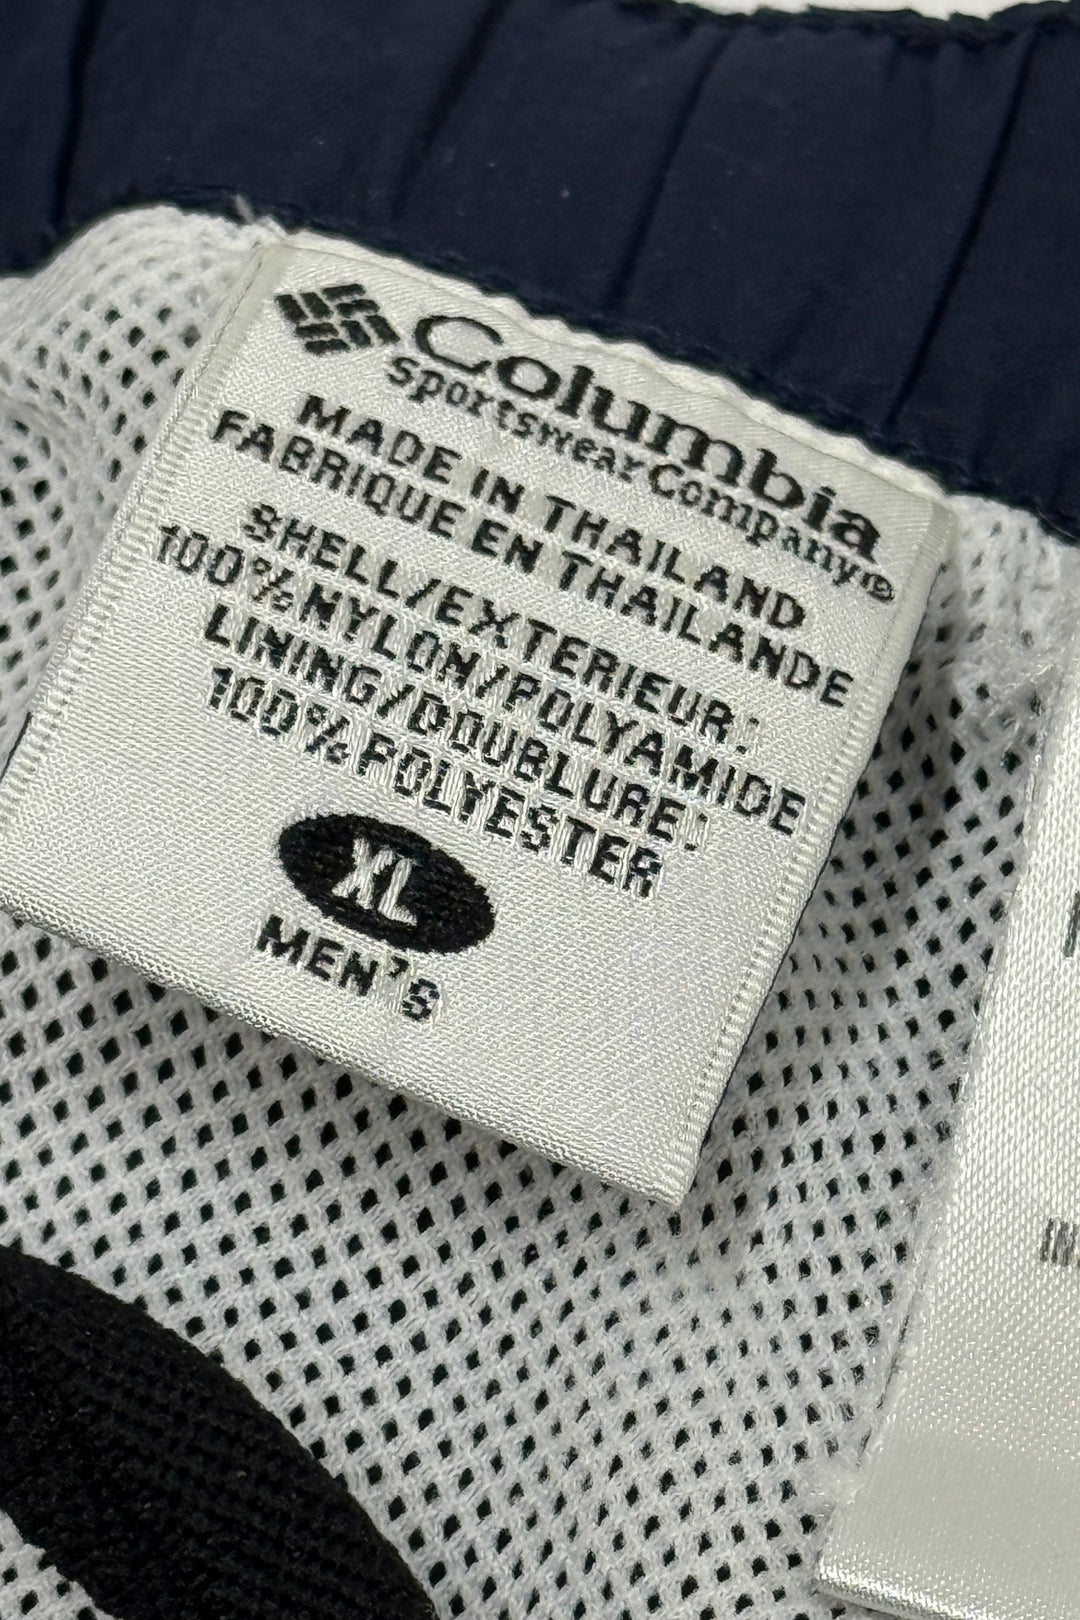 Columbia
Sportswear Company®
MADE IN THAILAND
FABRIQUE EN THAILANDE
SHELL/EXTERIEUR:
100% NYLON/POLYAMIDE
LINING/DOUBLURE:
100% POLYESTER
XL
MEN'S